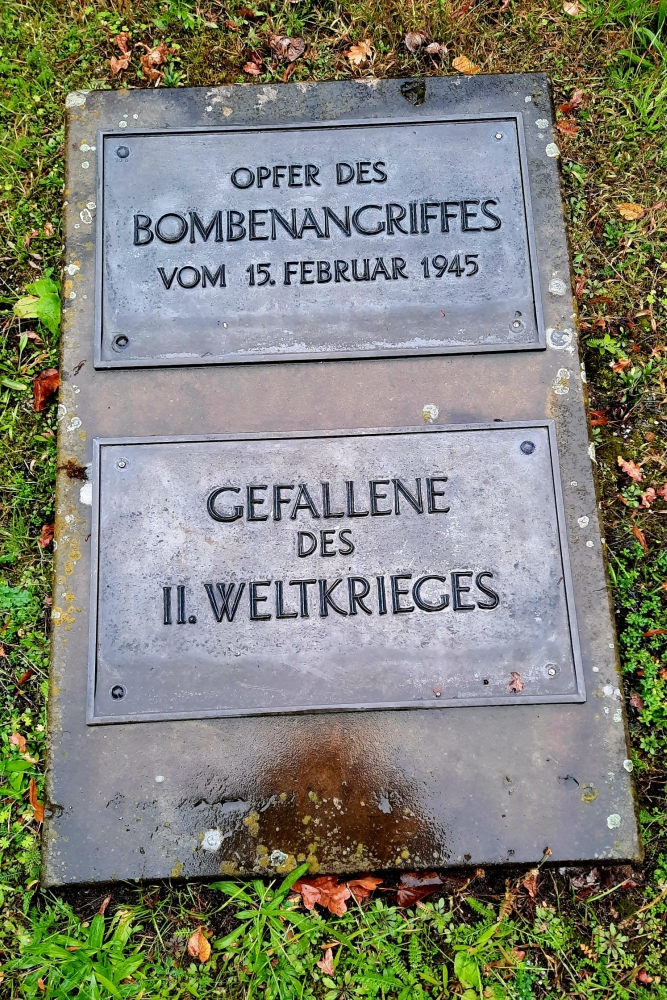 OPFER DES
BOMBENANGRIFFES
VOM 15. FEBRUAR 1945
GEFALLENE
DES
II. WELTKRIEGES